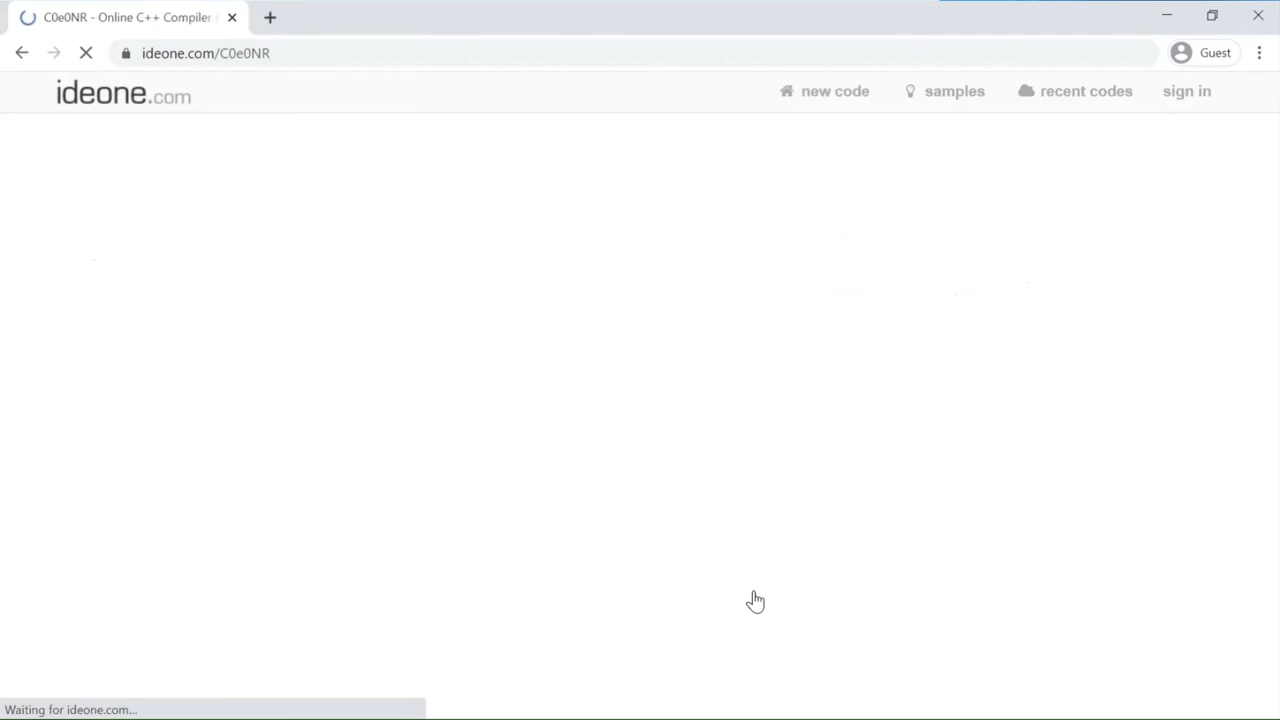 C0e0NR - Online C++ Compiler
ideone.com/C0e0NR
Guest
ideone.com
new code
samples
recent codes
sign in
Waiting for ideone.com...